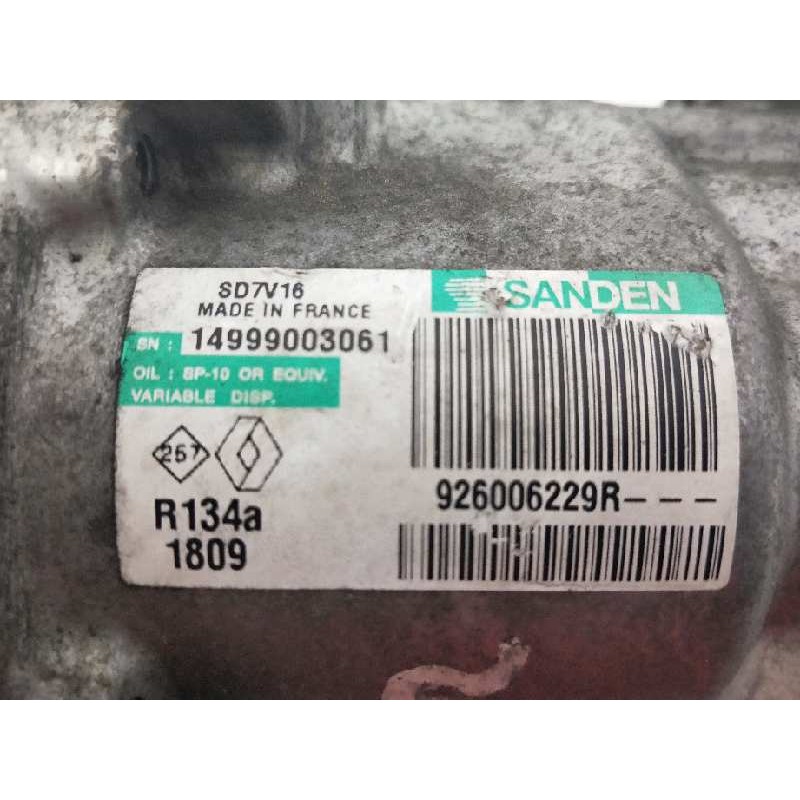 SD7V16
MADE IN FRANCE
SANDEN
SN : 14999003061
OIL : SP-10 OR EQUIV.
VARIABLE DISP.
257
926006229R---
R134a
1809